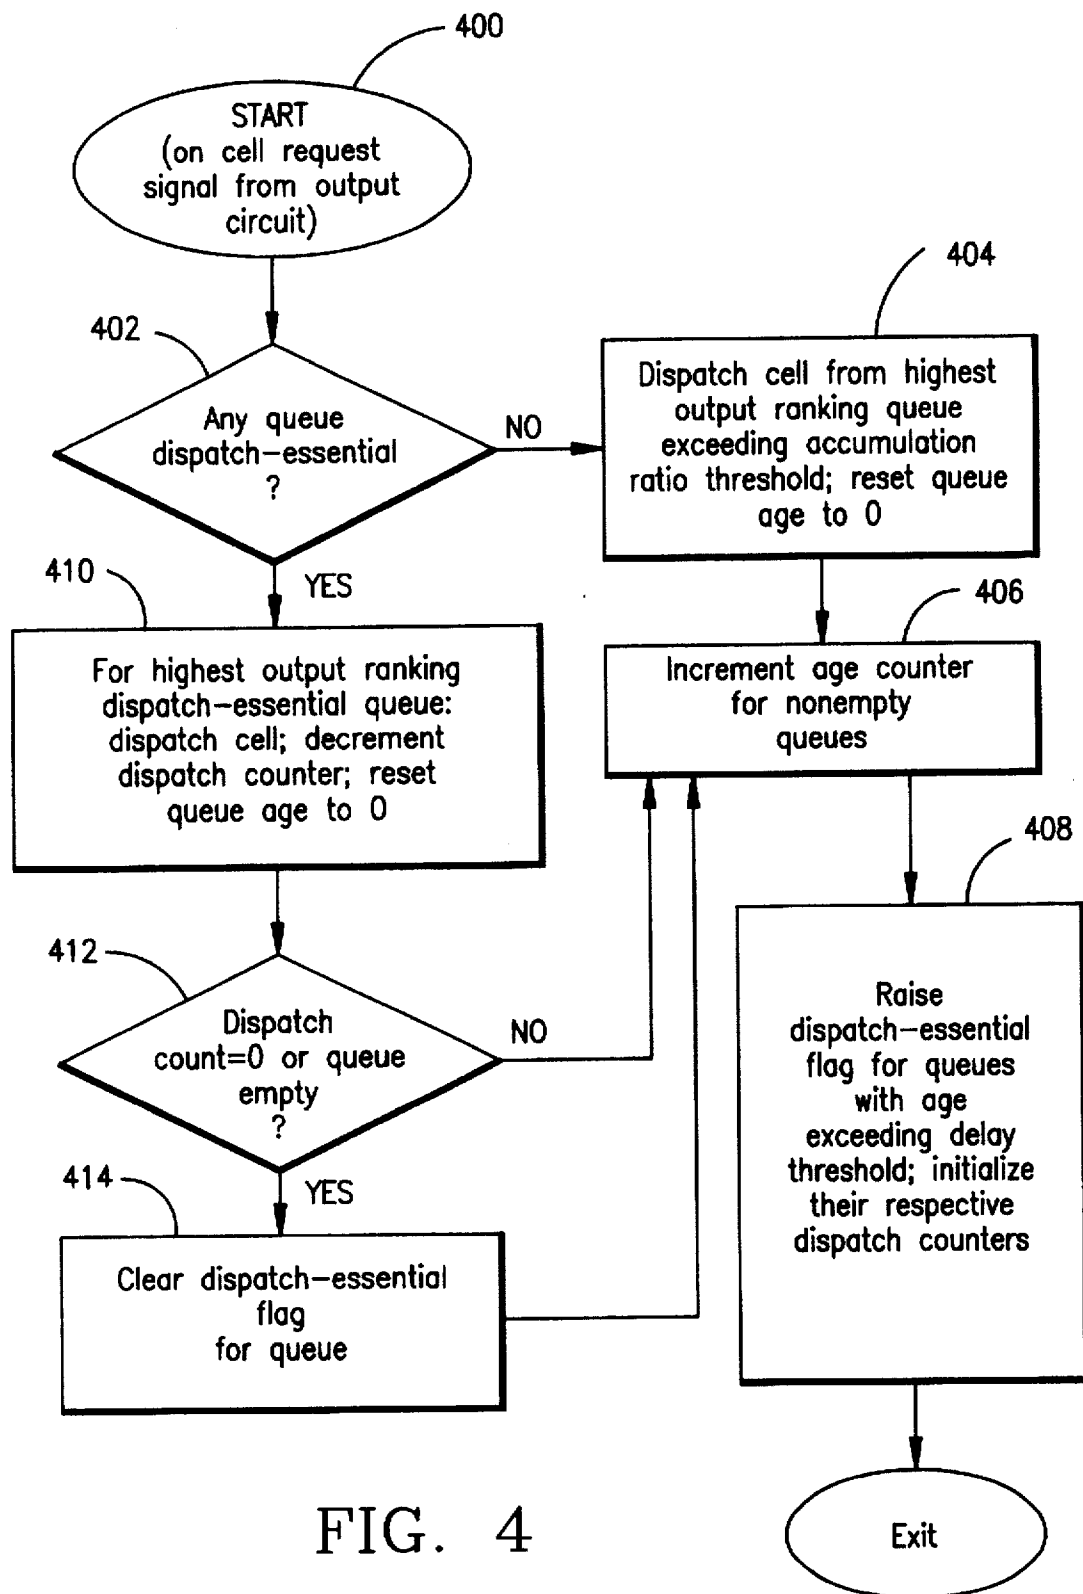 400
START
(on cell request
signal from output
circuit)
402
Any queue
dispatch-essential
?
NO
YES
404
Dispatch cell from highest
output ranking queue
exceeding accumulation
ratio threshold; reset queue
age to 0
406
Increment age counter
for nonempty
queues
410
For highest output ranking
dispatch-essential queue:
dispatch cell; decrement
dispatch counter; reset
queue age to 0
408
Raise
dispatch-essential
flag for queues
with age
exceeding delay
threshold; initialize
their respective
dispatch counters
412
Dispatch
count=0 or queue
empty
?
NO
YES
414
Clear dispatch-essential
flag
for queue
Exit
FIG. 4